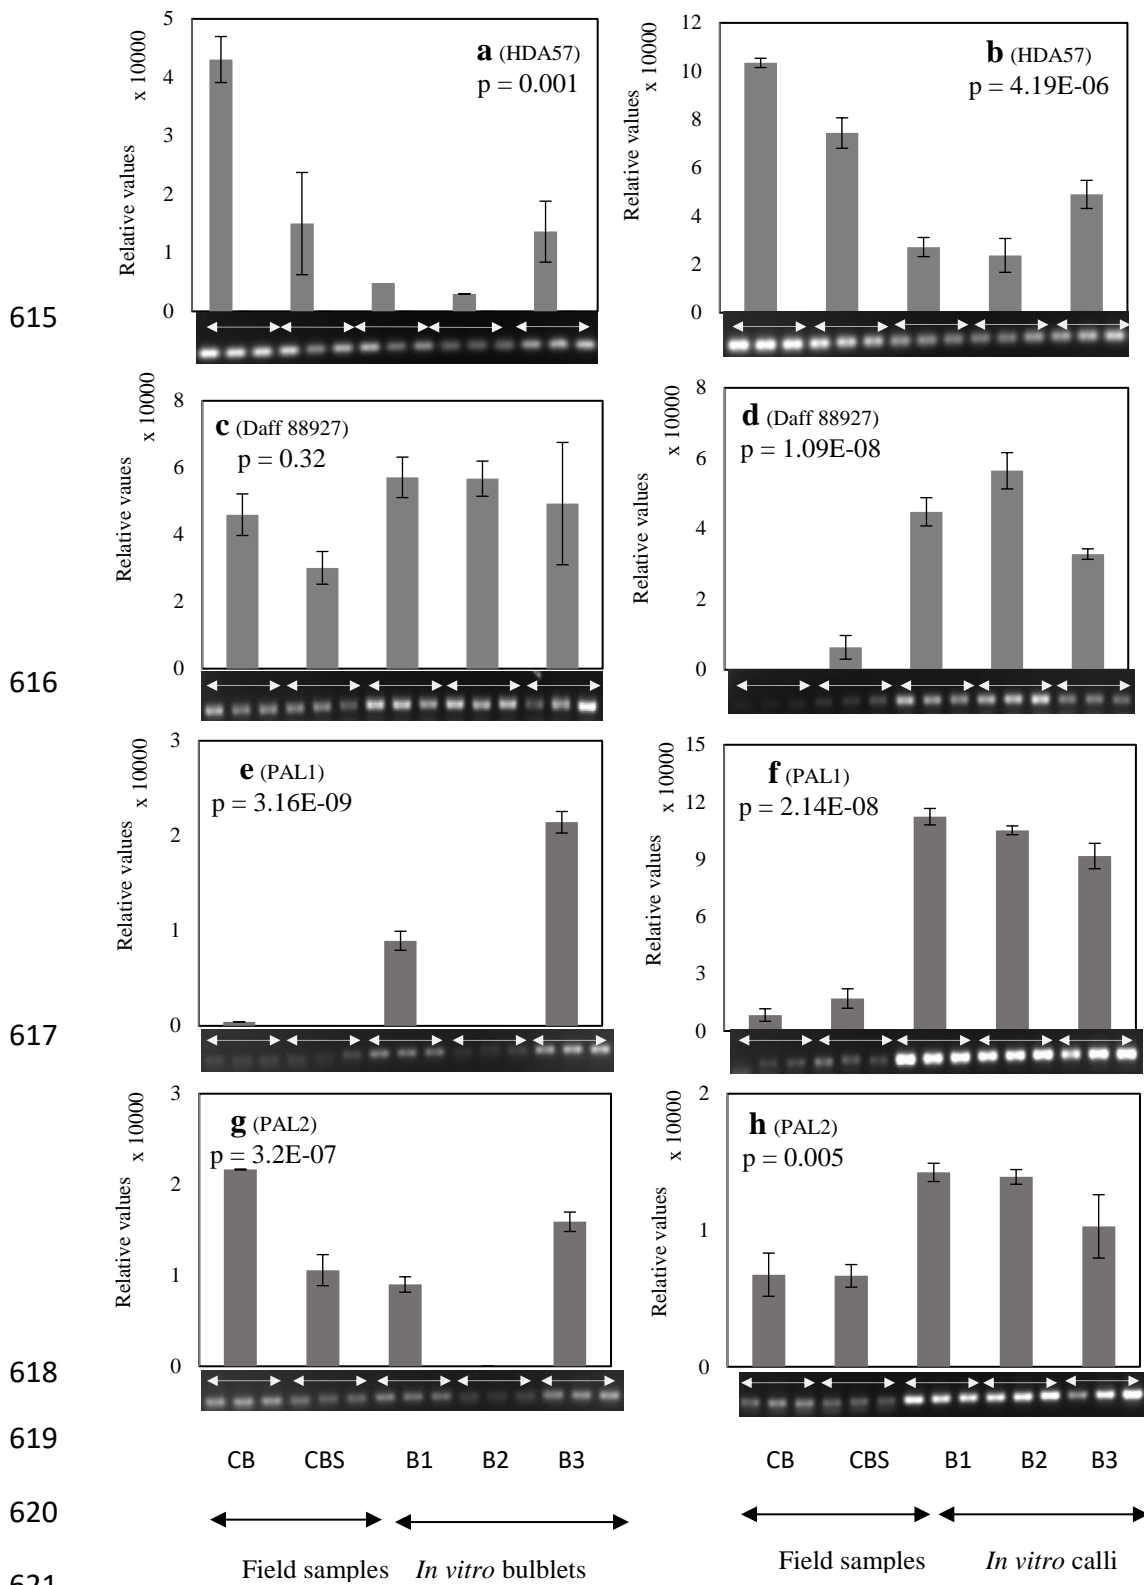 x 10000
Relative values
5
4
3
2
1
0
a (HDA57)
p = 0.001
x 10000
Relative values
12
10
8
6
4
2
0
b (HDA57)
p = 4.19E-06
615
x 10000
Relative vaues
8
6
4
2
0
c (Daff 88927)
p = 0.32
x 10000
Relative values
8
6
4
2
0
d (Daff 88927)
p = 1.09E-08
616
x 10000
Relative values
3
2
1
0
e (PAL1)
p = 3.16E-09
x 10000
Relative values
15
12
9
6
3
0
f (PAL1)
p = 2.14E-08
617
x 10000
Relative values
3
2
1
0
g (PAL2)
p = 3.2E-07
x 10000
Relative values
2
1
0
h (PAL2)
p = 0.005
618
619
CB CBS B1 B2 B3
CB CBS B1 B2 B3
620
Field samples In vitro bulblets
Field samples In vitro calli
621